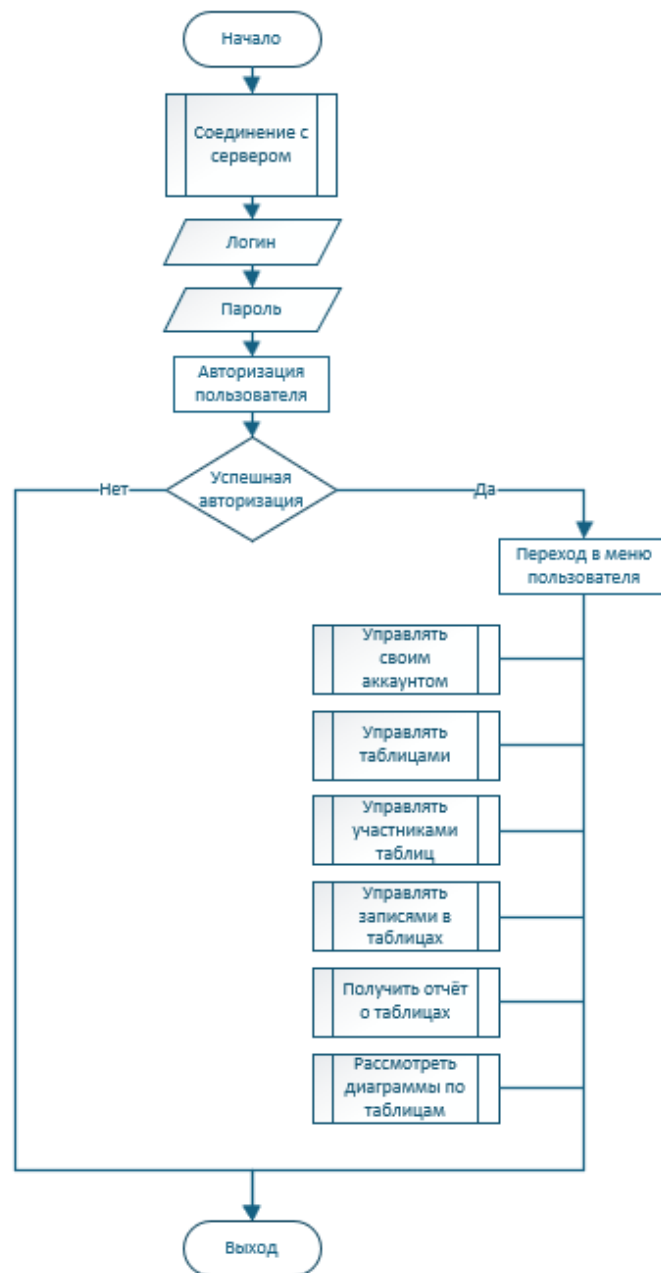 Начало
Соединение с
сервером
Логин
Пароль
Авторизация
пользователя
Успешная
авторизация
Нет
Да
Переход в меню
пользователя
Управлять
своим
аккаунтом
Управлять
таблицами
Управлять
участниками
таблиц
Управлять
записями в
таблицах
Получить отчёт
о таблицах
Рассмотреть
диаграммы по
таблицам
Выход